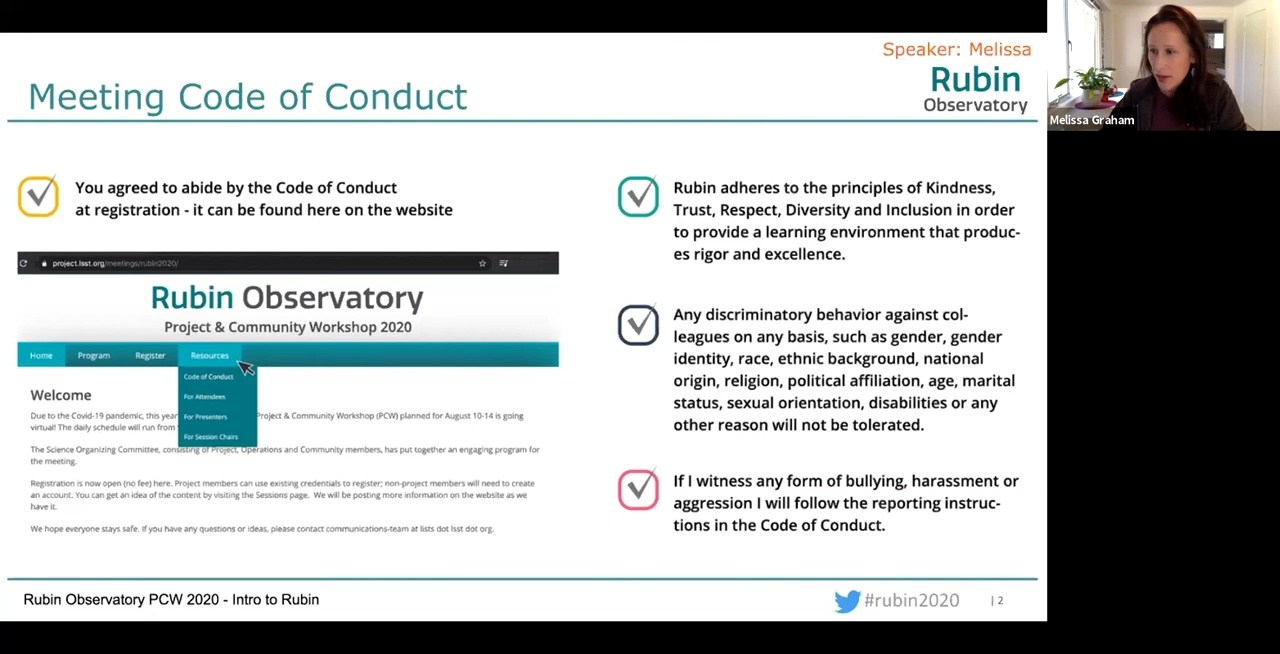 Speaker: Melissa
Rubin
Observatory
Meeting Code of Conduct
Melissa Graham
You agreed to abide by the Code of Conduct
at registration - it can be found here on the website
project.lsst.org/meetings/rubin2020/
Rubin Observatory
Project & Community Workshop 2020
Home Program Register Resources
Code of Conduct
For Attendees
For Presenters
For Session Chairs
Welcome
Due to the Covid-19 pandemic, this year Project & Community Workshop (PCW) planned for August 10-14 is going
virtual! The daily schedule will run from
The Science Organizing Committee, consisting of Project, Operations and Community members, has put together an engaging program for
the meeting.
Registration is now open (no fee) here. Project members can use existing credentials to register; non-project members will need to create
an account. You can get an idea of the content by visiting the Sessions page. We will be posting more information on the website as we
have it.
We hope everyone stays safe. If you have any questions or ideas, please contact communications-team at lists dot lsst dot org.
Rubin adheres to the principles of Kindness,
Trust, Respect, Diversity and Inclusion in order
to provide a learning environment that produc-
es rigor and excellence.
Any discriminatory behavior against col-
leagues on any basis, such as gender, gender
identity, race, ethnic background, national
origin, religion, political affiliation, age, marital
status, sexual orientation, disabilities or any
other reason will not be tolerated.
If I witness any form of bullying, harassment or
aggression I will follow the reporting instruc-
tions in the Code of Conduct.
Rubin Observatory PCW 2020 - Intro to Rubin
#rubin2020
| 2